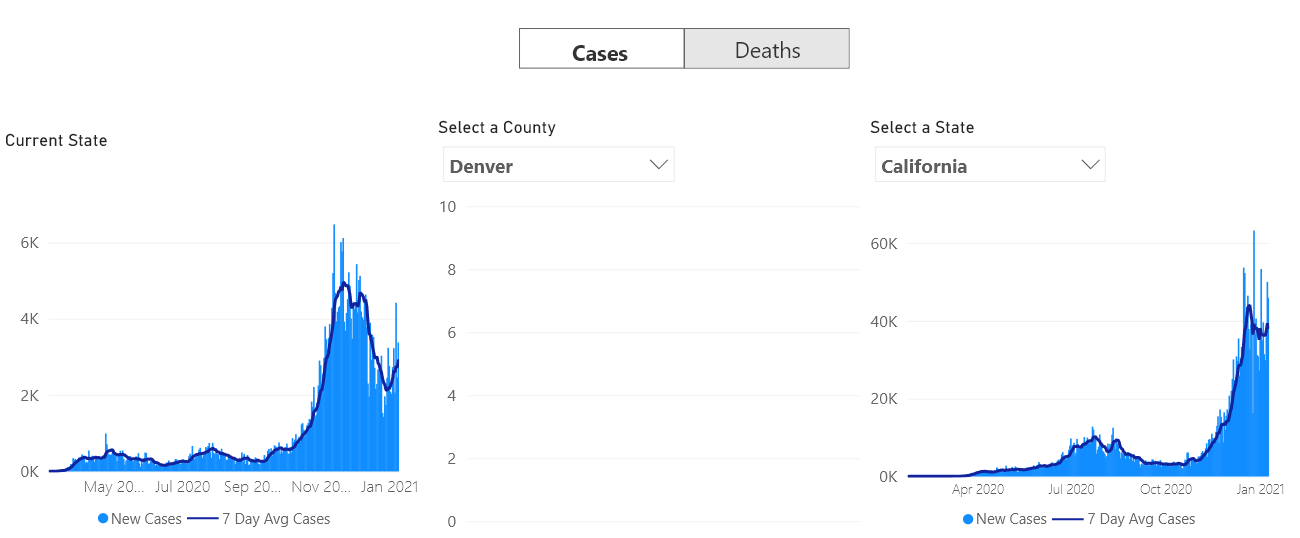 Cases
Deaths
Current State
Select a County
Denver
Select a State
California
6K
4K
2K
0K
May 20...
Jul 2020
Sep 20...
Nov 20...
Jan 2021
New Cases
7 Day Avg Cases
10
8
6
4
2
0
60K
40K
20K
0K
Apr 2020
Jul 2020
Oct 2020
Jan 2021
New Cases
7 Day Avg Cases